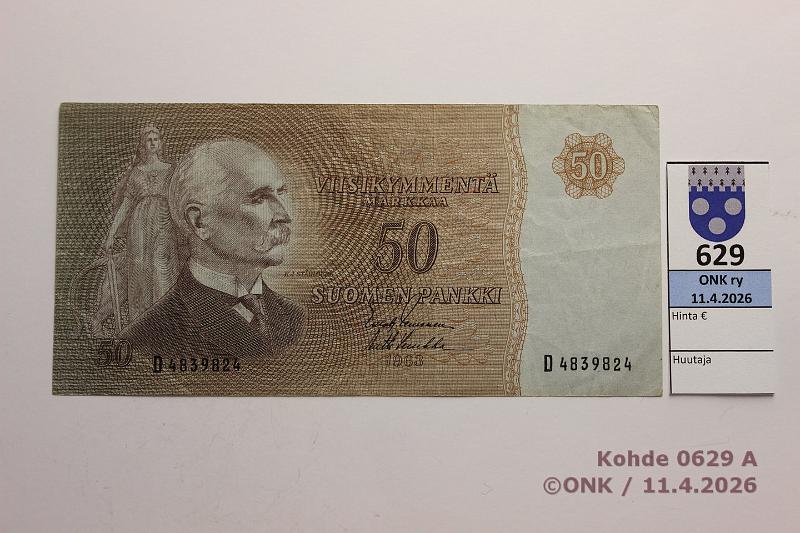 50
VIISIKYMMENTÄ
MARKKAA
50
K.J.STÅHLBERG
SUOMEN PANKKI
1963
50
D 4839824
D 4839824
629
ONK ry
11.4.2026
Hinta €
Huutaja
Kohde 0629 A
©ONK / 11.4.2026